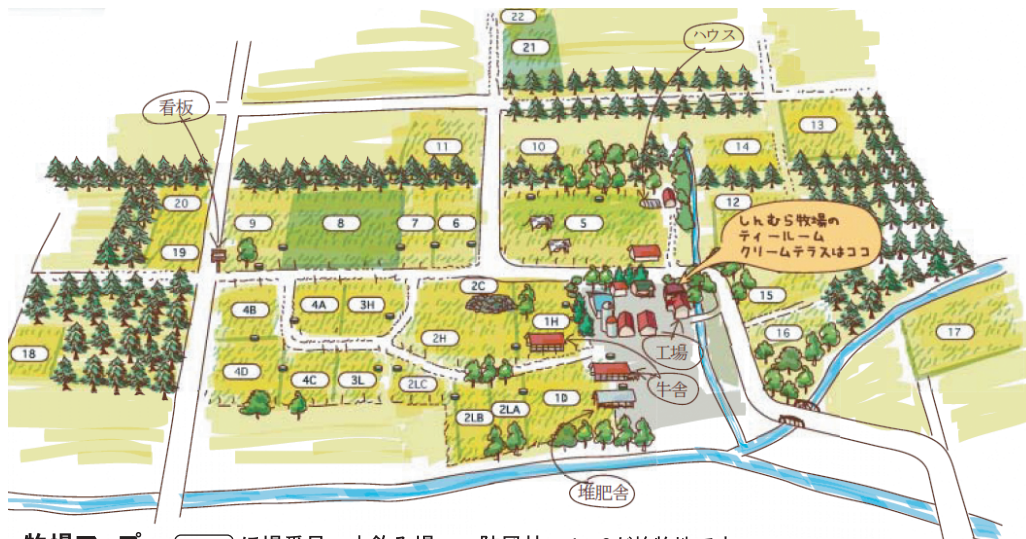 22
21
ハウス
看板
13
11
10
14
20
12
9
8
7
6
5
しんむら牧場の
ティールーム
クリームテラスはココ
19
2C
4A
3H
15
4B
1H
16
17
2H
18
工場
4D
4C
3L
2LC
牛舎
1D
2LA
2LB
堆肥舎